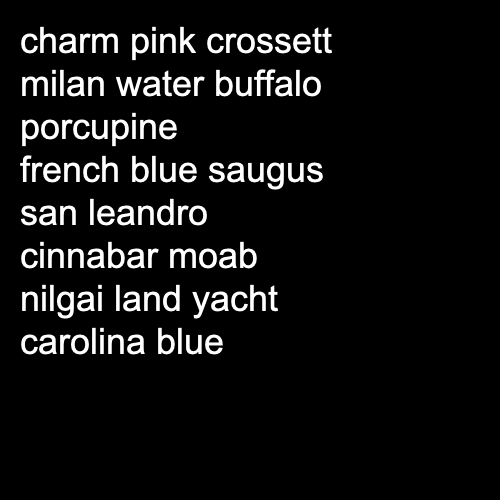 charm pink crossett
milan water buffalo
porcupine
french blue saugus
san leandro
cinnabar moab
nilgai land yacht
carolina blue